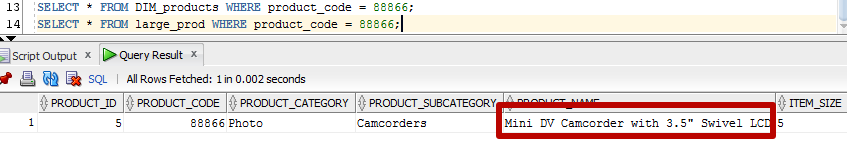 13 SELECT * FROM DIM_products WHERE product_code = 88866;
14 SELECT * FROM large_prod WHERE product_code = 88866;
Script Output x Query Result x
SQL | All Rows Fetched: 1 in 0.002 seconds
PRODUCT_ID PRODUCT_CODE PRODUCT_CATEGORY PRODUCT_SUBCATEGORY PRODUCT_NAME ITEM_SIZE
1 5 88866 Photo Camcorders Mini DV Camcorder with 3.5" Swivel LCD 5